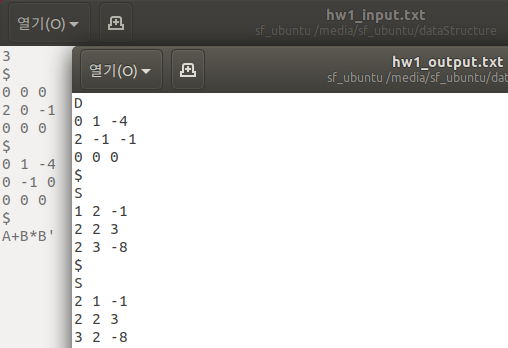 열기(O)
hw1_input.txt
sf_ubuntu /media/sf_ubuntu/dataStructure
3
$
0 0 0
2 0 -1
0 0 0
$
0 1 -4
0 -1 0
0 0 0
$
A+B*B'
열기(O)
hw1_output.txt
sf_ubuntu /media/sf_ubuntu/dat
D
0 1 -4
2 -1 -1
0 0 0
$
S
1 2 -1
2 2 3
2 3 -8
$
S
2 1 -1
2 2 3
3 2 -8